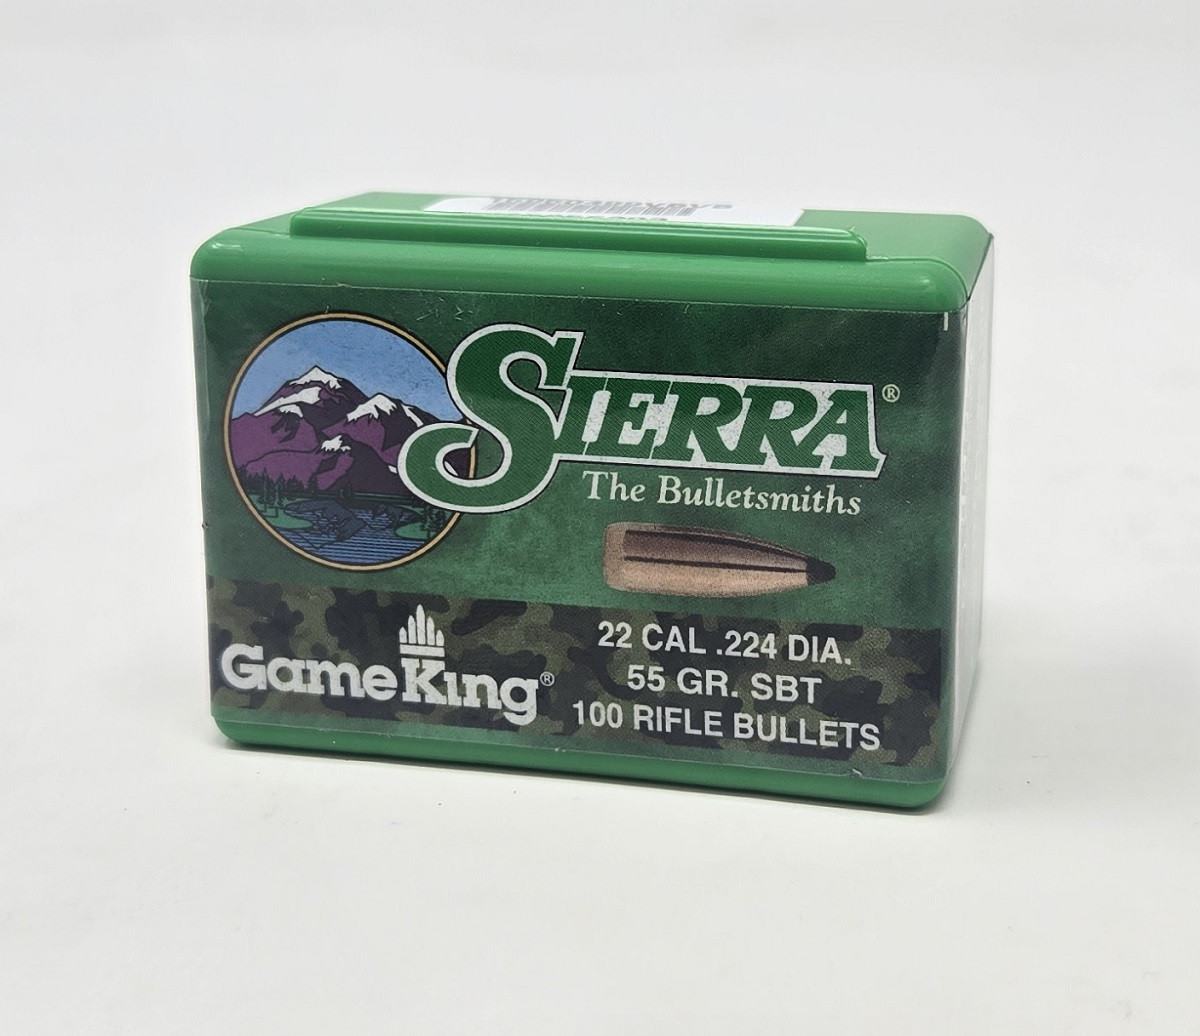 SIERRA®
The Bulletsmiths
GameKing®
22 CAL .224 DIA.
55 GR. SBT
100 RIFLE BULLETS